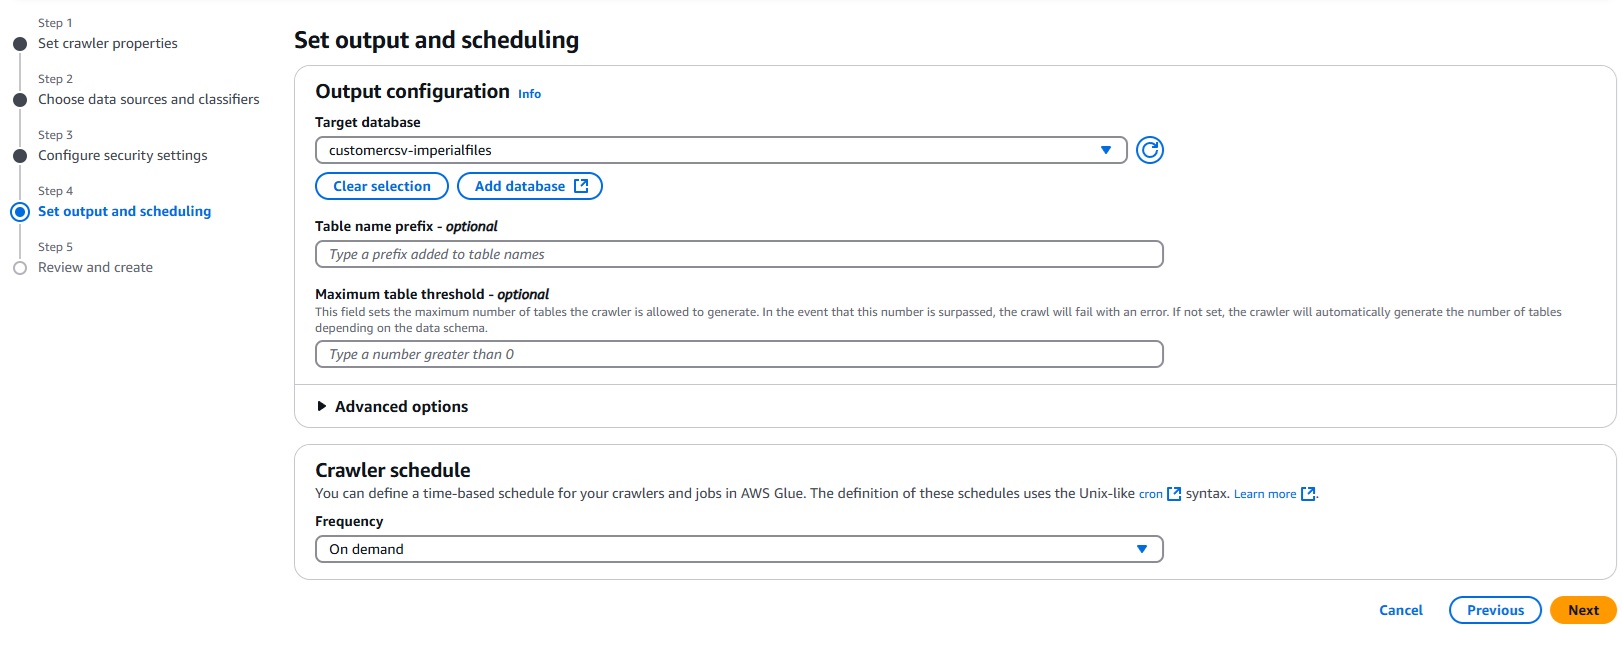 Step 1
Set crawler properties
Step 2
Choose data sources and classifiers
Step 3
Configure security settings
Step 4
Set output and scheduling
Step 5
Review and create
Set output and scheduling
Output configuration Info
Target database
customercsv-imperialfiles
Clear selection Add database
Table name prefix - optional
Type a prefix added to table names
Maximum table threshold - optional
This field sets the maximum number of tables the crawler is allowed to generate. In the event that this number is surpassed, the crawl will fail with an error. If not set, the crawler will automatically generate the number of tables
depending on the data schema.
Type a number greater than 0
Advanced options
Crawler schedule
You can define a time-based schedule for your crawlers and jobs in AWS Glue. The definition of these schedules uses the Unix-like cron syntax. Learn more .
Frequency
On demand
Cancel Previous Next